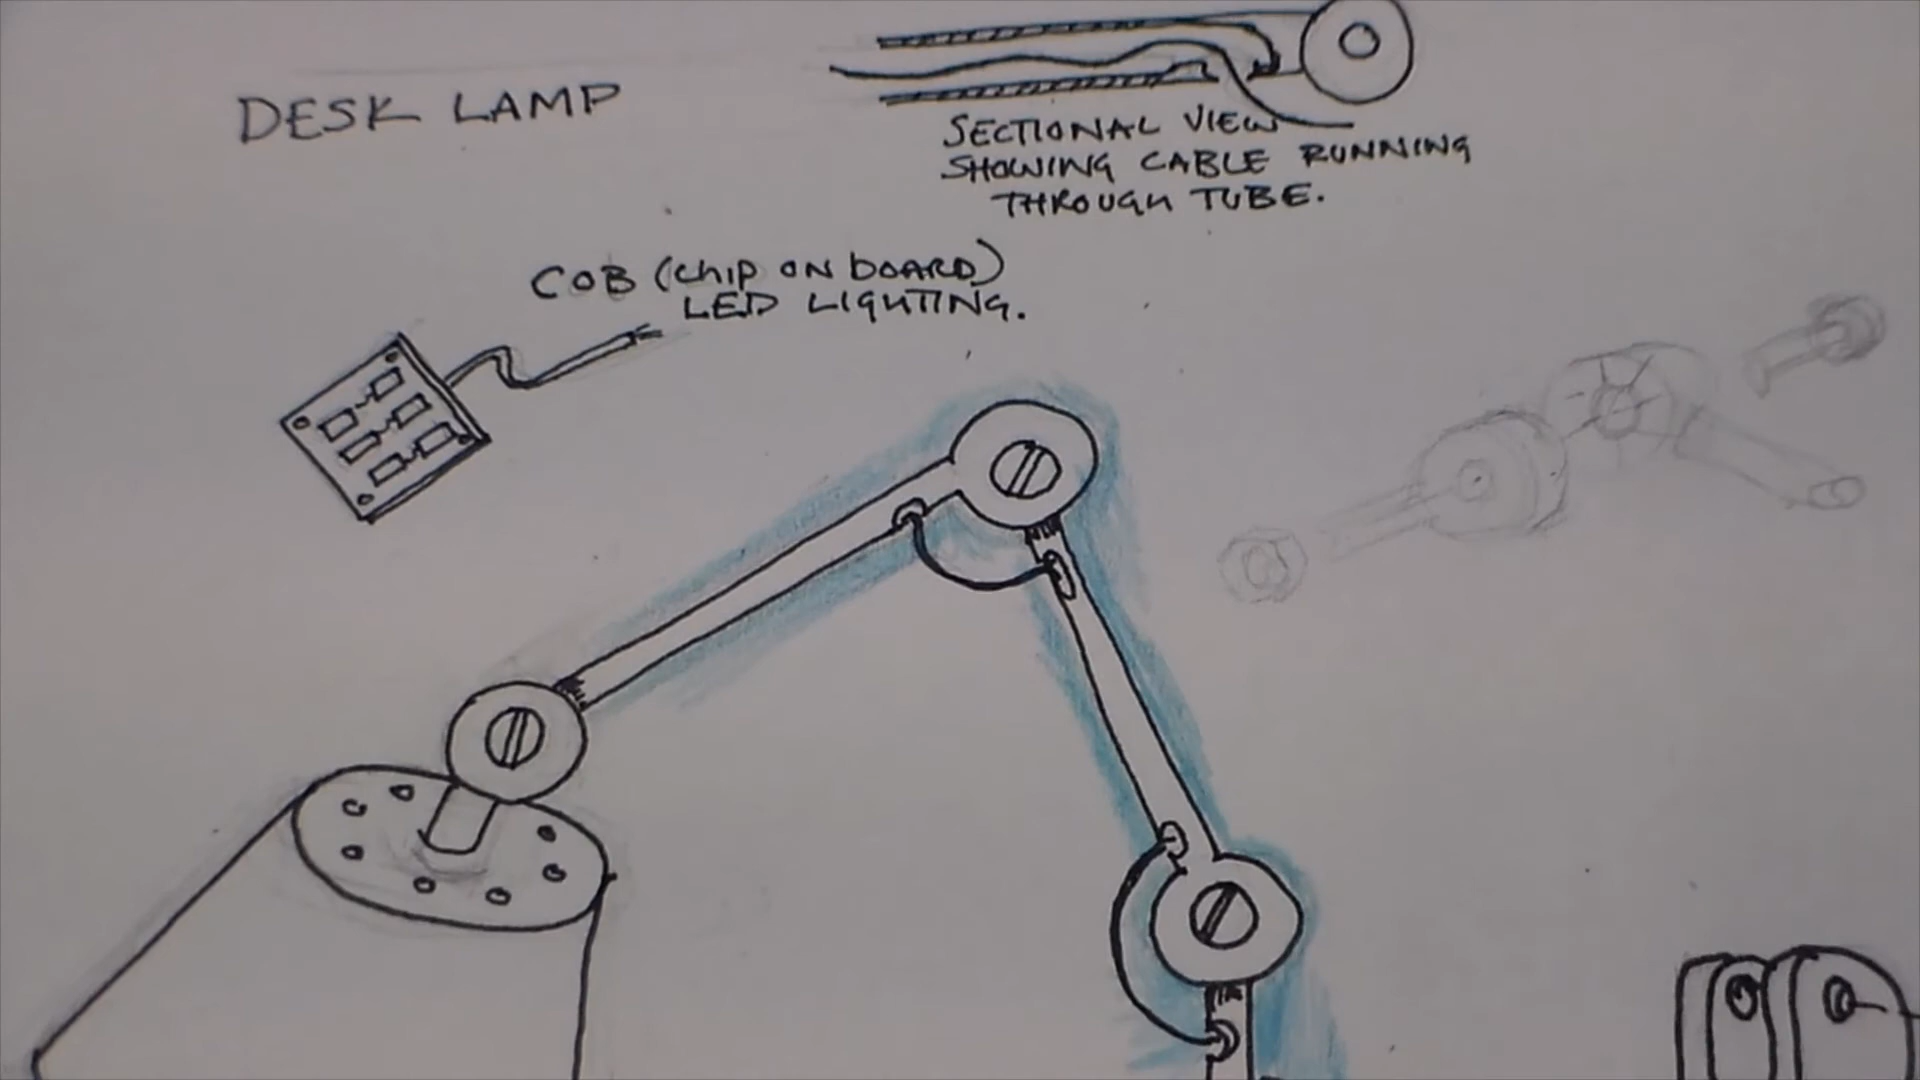 DESK LAMP
SECTIONAL VIEW
SHOWING CABLE RUNNING
THROUGH TUBE.
COB (CHIP ON BOARD)
LED LIGHTING.